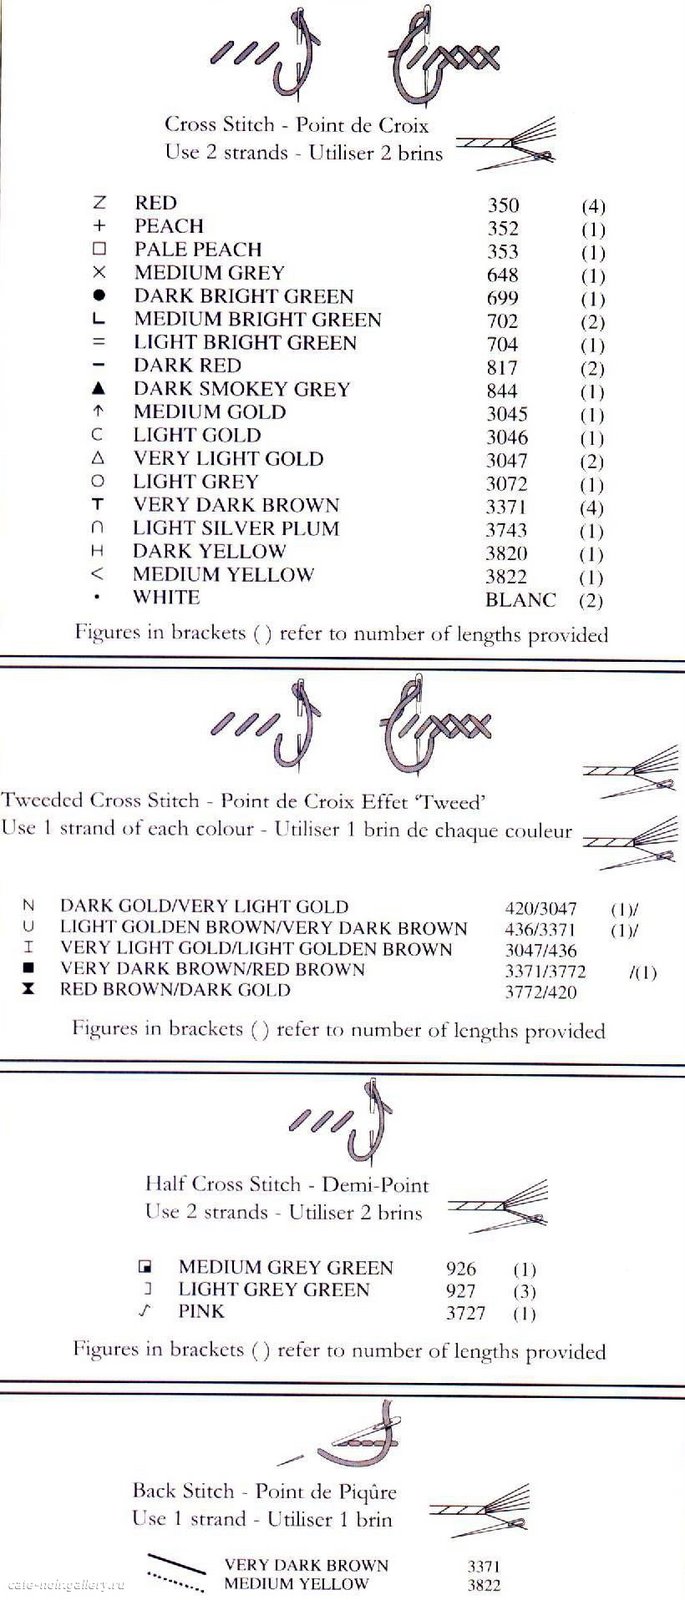 Cross Stitch - Point de Croix
Use 2 strands - Utiliser 2 brins
Z RED 350 (4)
+ PEACH 352 (1)
□ PALE PEACH 353 (1)
× MEDIUM GREY 648 (1)
● DARK BRIGHT GREEN 699 (1)
L MEDIUM BRIGHT GREEN 702 (2)
= LIGHT BRIGHT GREEN 704 (1)
– DARK RED 817 (2)
▲ DARK SMOKEY GREY 844 (1)
↑ MEDIUM GOLD 3045 (1)
C LIGHT GOLD 3046 (1)
△ VERY LIGHT GOLD 3047 (2)
O LIGHT GREY 3072 (1)
T VERY DARK BROWN 3371 (4)
∩ LIGHT SILVER PLUM 3743 (1)
H DARK YELLOW 3820 (1)
< MEDIUM YELLOW 3822 (1)
• WHITE BLANC (2)
Figures in brackets ( ) refer to number of lengths provided
Tweeded Cross Stitch - Point de Croix Effet ‘Tweed’
Use 1 strand of each colour - Utiliser 1 brin de chaque couleur
N DARK GOLD/VERY LIGHT GOLD 420/3047 (1)/
U LIGHT GOLDEN BROWN/VERY DARK BROWN 436/3371 (1)/
I VERY LIGHT GOLD/LIGHT GOLDEN BROWN 3047/436
■ VERY DARK BROWN/RED BROWN 3371/3772 /(1)
⧗ RED BROWN/DARK GOLD 3772/420
Figures in brackets ( ) refer to number of lengths provided
Half Cross Stitch - Demi-Point
Use 2 strands - Utiliser 2 brins
◲ MEDIUM GREY GREEN 926 (1)
] LIGHT GREY GREEN 927 (3)
PINK 3727 (1)
Figures in brackets ( ) refer to number of lengths provided
Back Stitch - Point de Piqûre
Use 1 strand - Utiliser 1 brin
VERY DARK BROWN 3371
MEDIUM YELLOW 3822